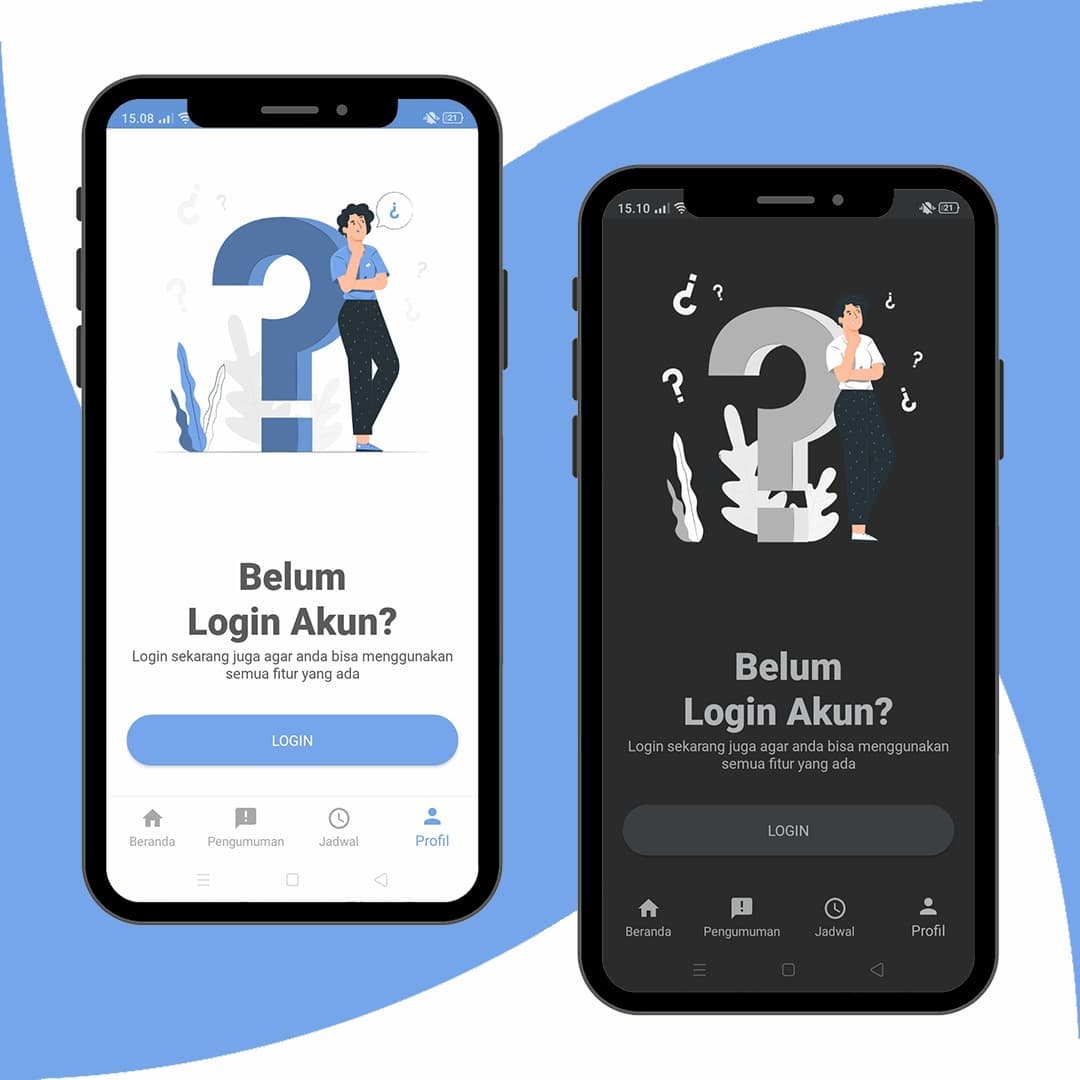 15.08
21
Belum
Login Akun?
Login sekarang juga agar anda bisa menggunakan
semua fitur yang ada
LOGIN
Beranda
Pengumuman
Jadwal
Profil
15.10
21
Belum
Login Akun?
Login sekarang juga agar anda bisa menggunakan
semua fitur yang ada
LOGIN
Beranda
Pengumuman
Jadwal
Profil